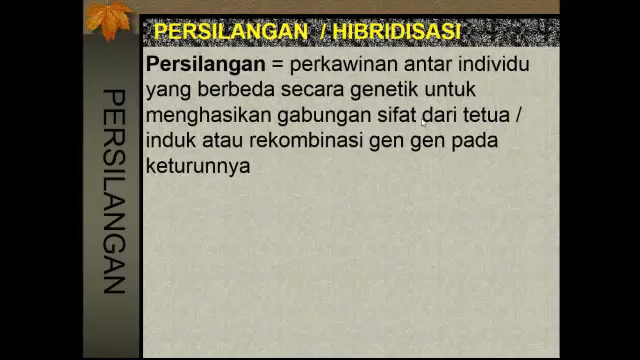 PERSILANGAN / HIBRIDISASI
Persilangan = perkawinan antar individu
yang berbeda secara genetik untuk
menghasikan gabungan sifat dari tetua /
induk atau rekombinasi gen gen pada
keturunnya
PERSILANGAN